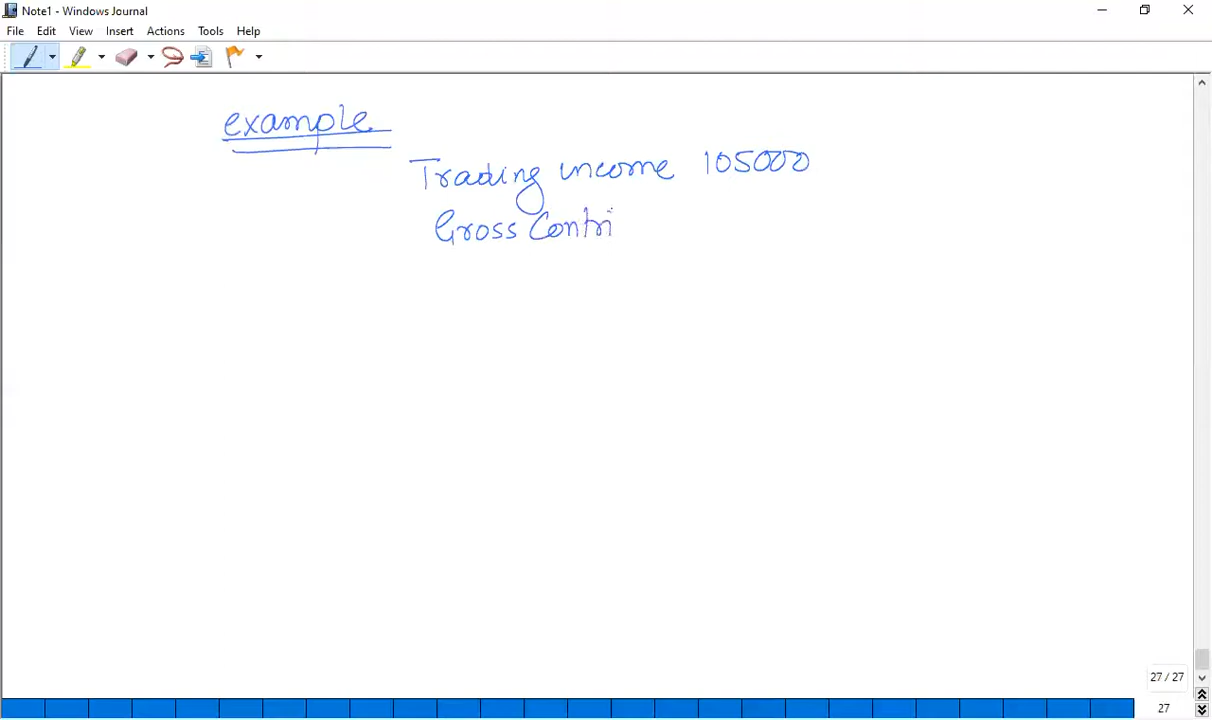 Note1 - Windows Journal
File Edit View Insert Actions Tools Help
example
Trading income 105000
Gross Contri
27 / 27
27